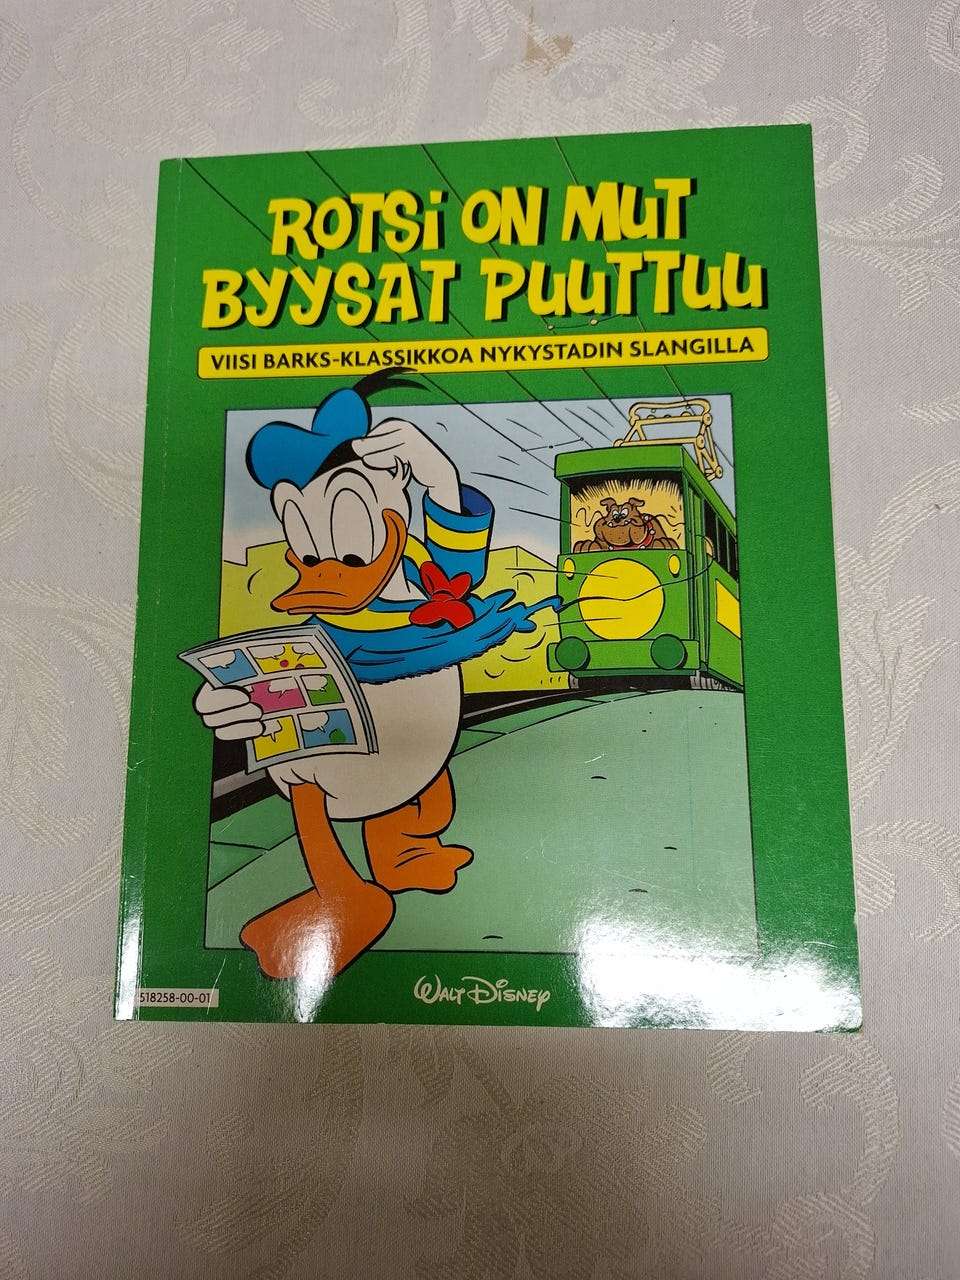 ROTSi ON MUT
BYYSAT PUUTTUU
VIISI BARKS-KLASSIKKOA NYKYSTADIN SLANGILLA
518258-00-01
WALT DISNEY